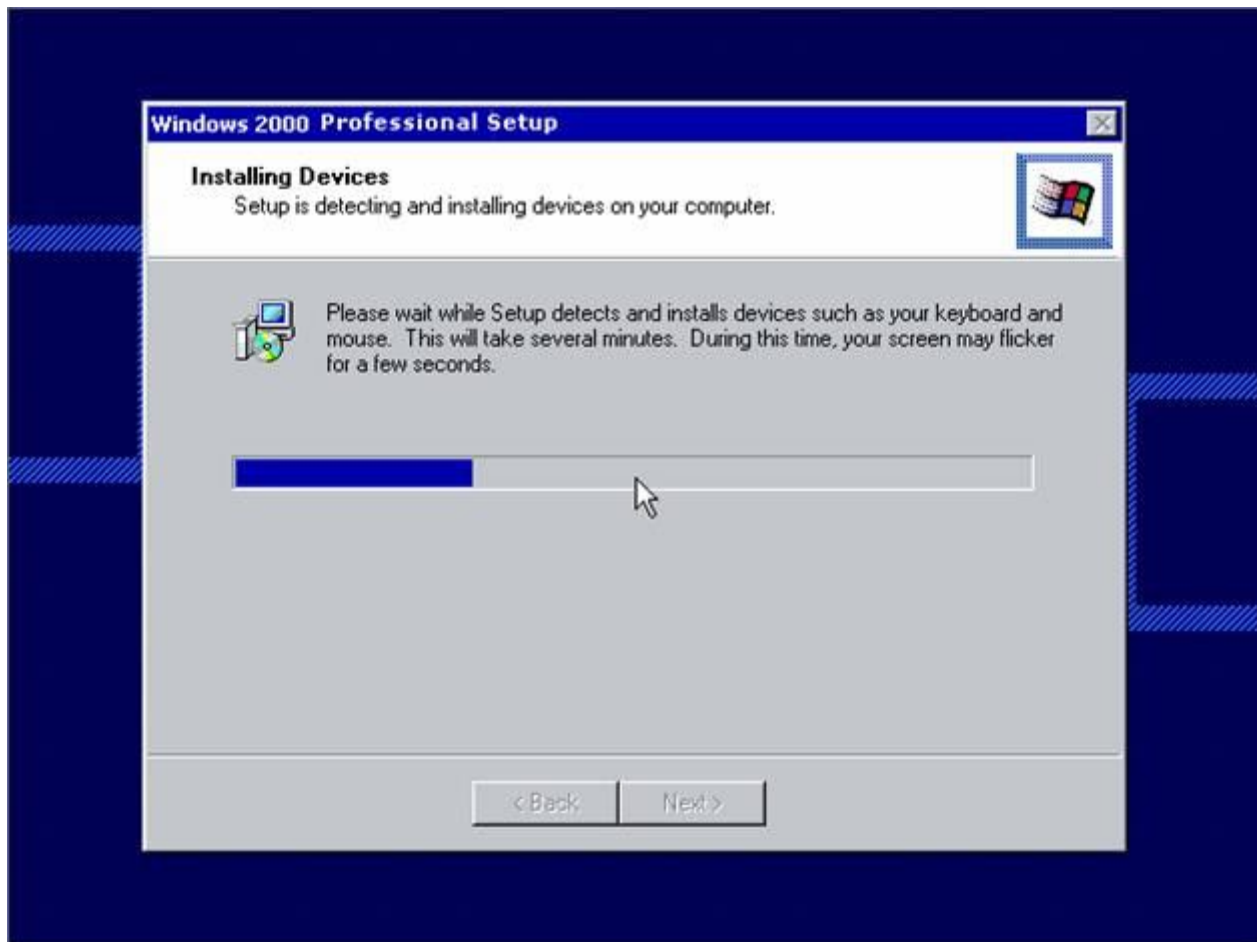 Windows 2000 Professional Setup
Installing Devices
Setup is detecting and installing devices on your computer.
Please wait while Setup detects and installs devices such as your keyboard and
mouse. This will take several minutes. During this time, your screen may flicker
for a few seconds.
< Back Next >